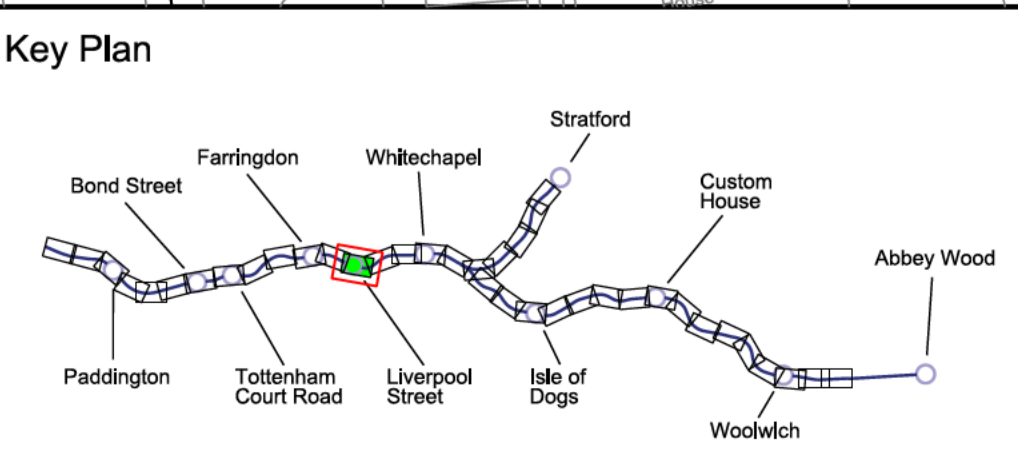 House
Key Plan
Stratford
Farringdon
Whitechapel
Bond Street
Custom
House
Abbey Wood
Paddington
Tottenham
Court Road
Liverpool
Street
Isle of
Dogs
Woolwich